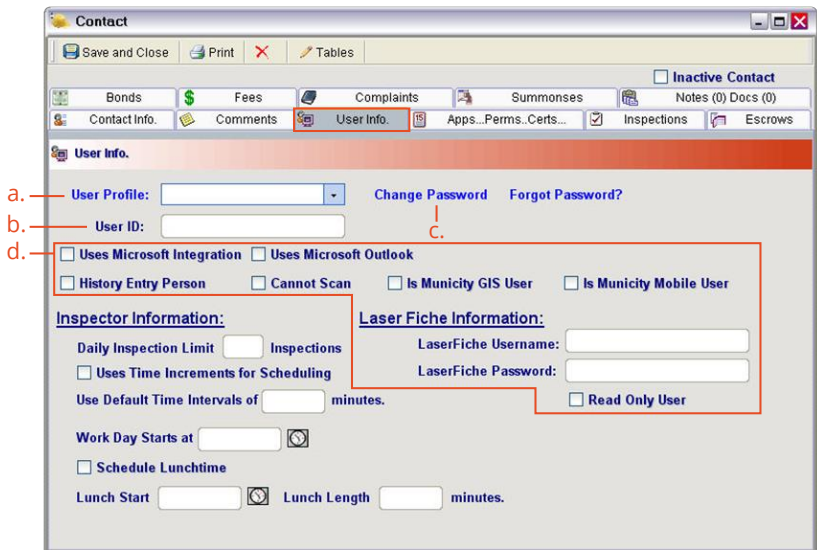 Contact
Save and Close Print Tables
Inactive Contact
Bonds Fees Complaints Summonses Notes (0) Docs (0)
Contact Info. Comments User Info. 15 Apps...Perms..Certs... Inspections Escrows
User Info.
a. User Profile: Change Password Forgot Password?
b. User ID: c.
d. Uses Microsoft Integration Uses Microsoft Outlook
History Entry Person Cannot Scan Is Municity GIS User Is Municity Mobile User
Inspector Information: Laser Fiche Information:
Daily Inspection Limit Inspections LaserFiche Username:
Uses Time Increments for Scheduling LaserFiche Password:
Use Default Time Intervals of minutes. Read Only User
Work Day Starts at
Schedule Lunchtime
Lunch Start Lunch Length minutes.